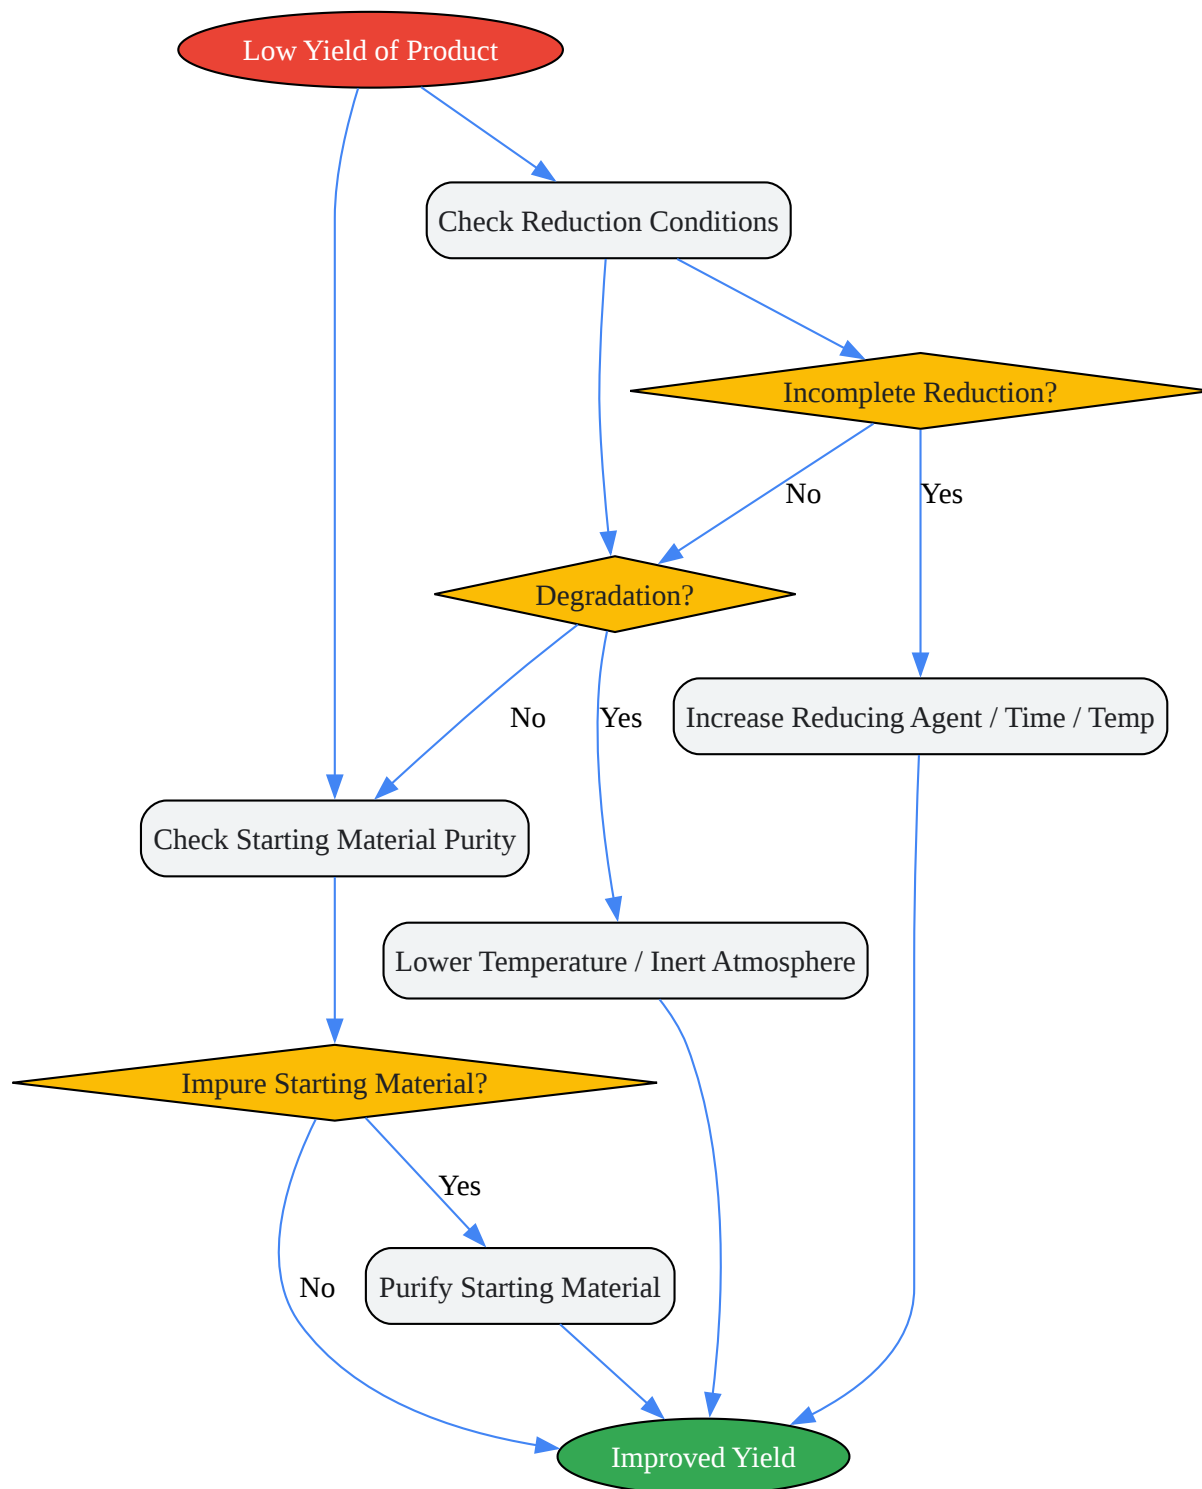 Low Yield of Product
Check Reduction Conditions
Incomplete Reduction?
No
Yes
Degradation?
No
Yes
Increase Reducing Agent / Time / Temp
Check Starting Material Purity
Lower Temperature / Inert Atmosphere
Impure Starting Material?
Yes
No
Purify Starting Material
Improved Yield